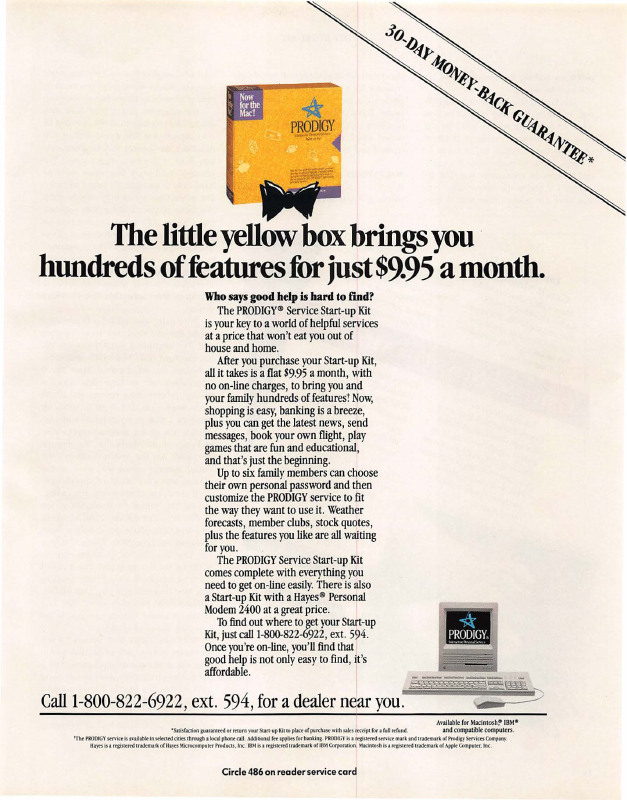 30-DAY MONEY-BACK GUARANTEE*
Now
for the
Mac!
PRODIGY
The little yellow box brings you
hundreds of features for just $9.95 a month.
Who says good help is hard to find?
The PRODIGY® Service Start-up Kit
is your key to a world of helpful services
at a price that won't eat you out of
house and home.
After you purchase your Start-up Kit,
all it takes is a flat $9.95 a month, with
no on-line charges, to bring you and
your family hundreds of features! Now,
shopping is easy, banking is a breeze,
plus you can get the latest news, send
messages, book your own flight, play
games that are fun and educational,
and that's just the beginning.
Up to six family members can choose
their own personal password and then
customize the PRODIGY service to fit
the way they want to use it. Weather
forecasts, member clubs, stock quotes,
plus the features you like are all waiting
for you.
The PRODIGY Service Start-up Kit
comes complete with everything you
need to get on-line easily. There is also
a Start-up Kit with a Hayes® Personal
Modem 2400 at a great price.
To find out where to get your Start-up
Kit, just call 1-800-822-6922, ext. 594.
Once you're on-line, you'll find that
good help is not only easy to find, it's
affordable.
PRODIGY
Call 1-800-822-6922, ext. 594, for a dealer near you.
Available for Macintosh,® IBM®
and compatible computers.
*Satisfaction guaranteed or return your Start-up Kit to place of purchase with sales receipt for a full refund.
†The PRODIGY service is available in selected cities through a local phone call. Additional fee applies for banking. PRODIGY is a registered service mark and trademark of Prodigy Services Company.
Hayes is a registered trademark of Hayes Microcomputer Products, Inc. IBM is a registered trademark of IBM Corporation. Macintosh is a registered trademark of Apple Computer, Inc.
Circle 486 on reader service card